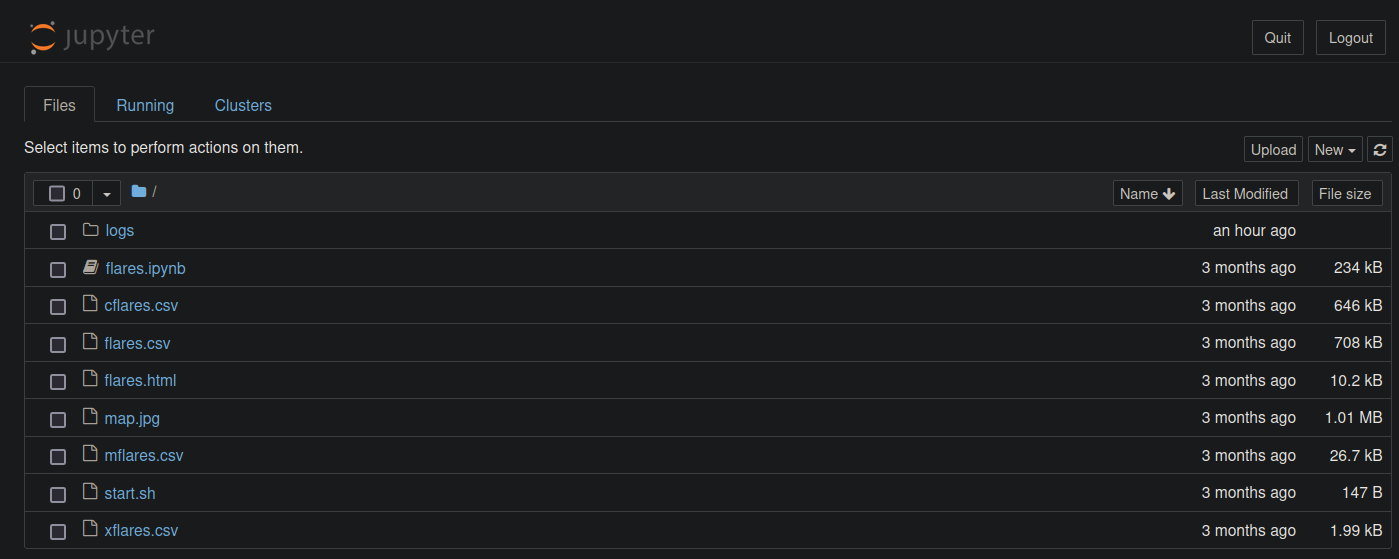 jupyter Quit Logout
Files Running Clusters
Select items to perform actions on them. Upload New
0 / Name Last Modified File size
logs an hour ago
flares.ipynb 3 months ago 234 kB
cflares.csv 3 months ago 646 kB
flares.csv 3 months ago 708 kB
flares.html 3 months ago 10.2 kB
map.jpg 3 months ago 1.01 MB
mflares.csv 3 months ago 26.7 kB
start.sh 3 months ago 147 B
xflares.csv 3 months ago 1.99 kB